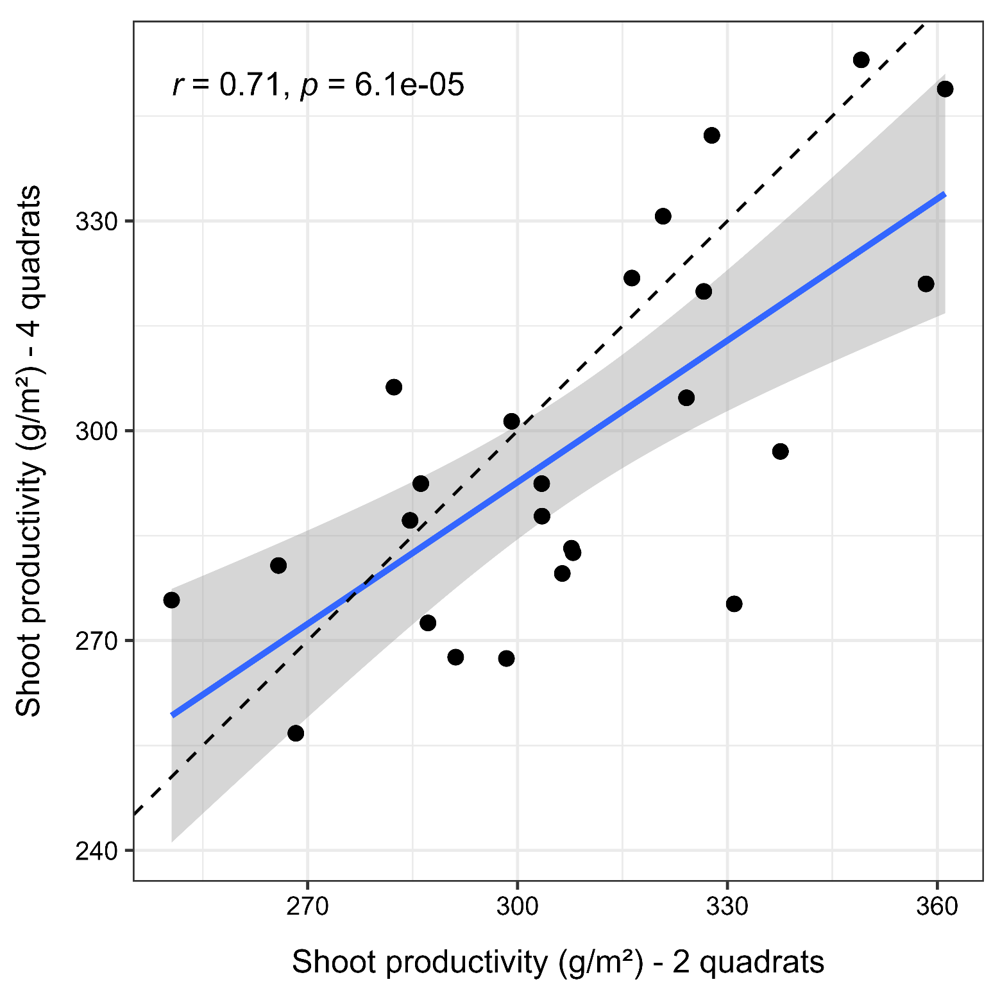 r = 0.71, p = 6.1e-05
Shoot productivity (g/m²) - 4 quadrats
330
300
270
240
270
300
330
360
Shoot productivity (g/m²) - 2 quadrats